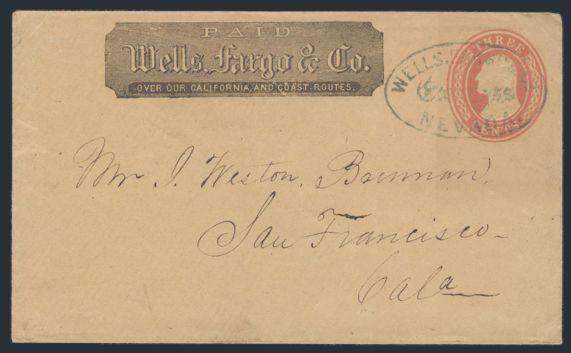 PAID
Wells, Fargo & Co.
OVER OUR CALIFORNIA, AND COAST ROUTES.
THREE
WELLS,
NEVADA
CENTS
Mr J. Weston, Bowman,
San Francisco
Cala